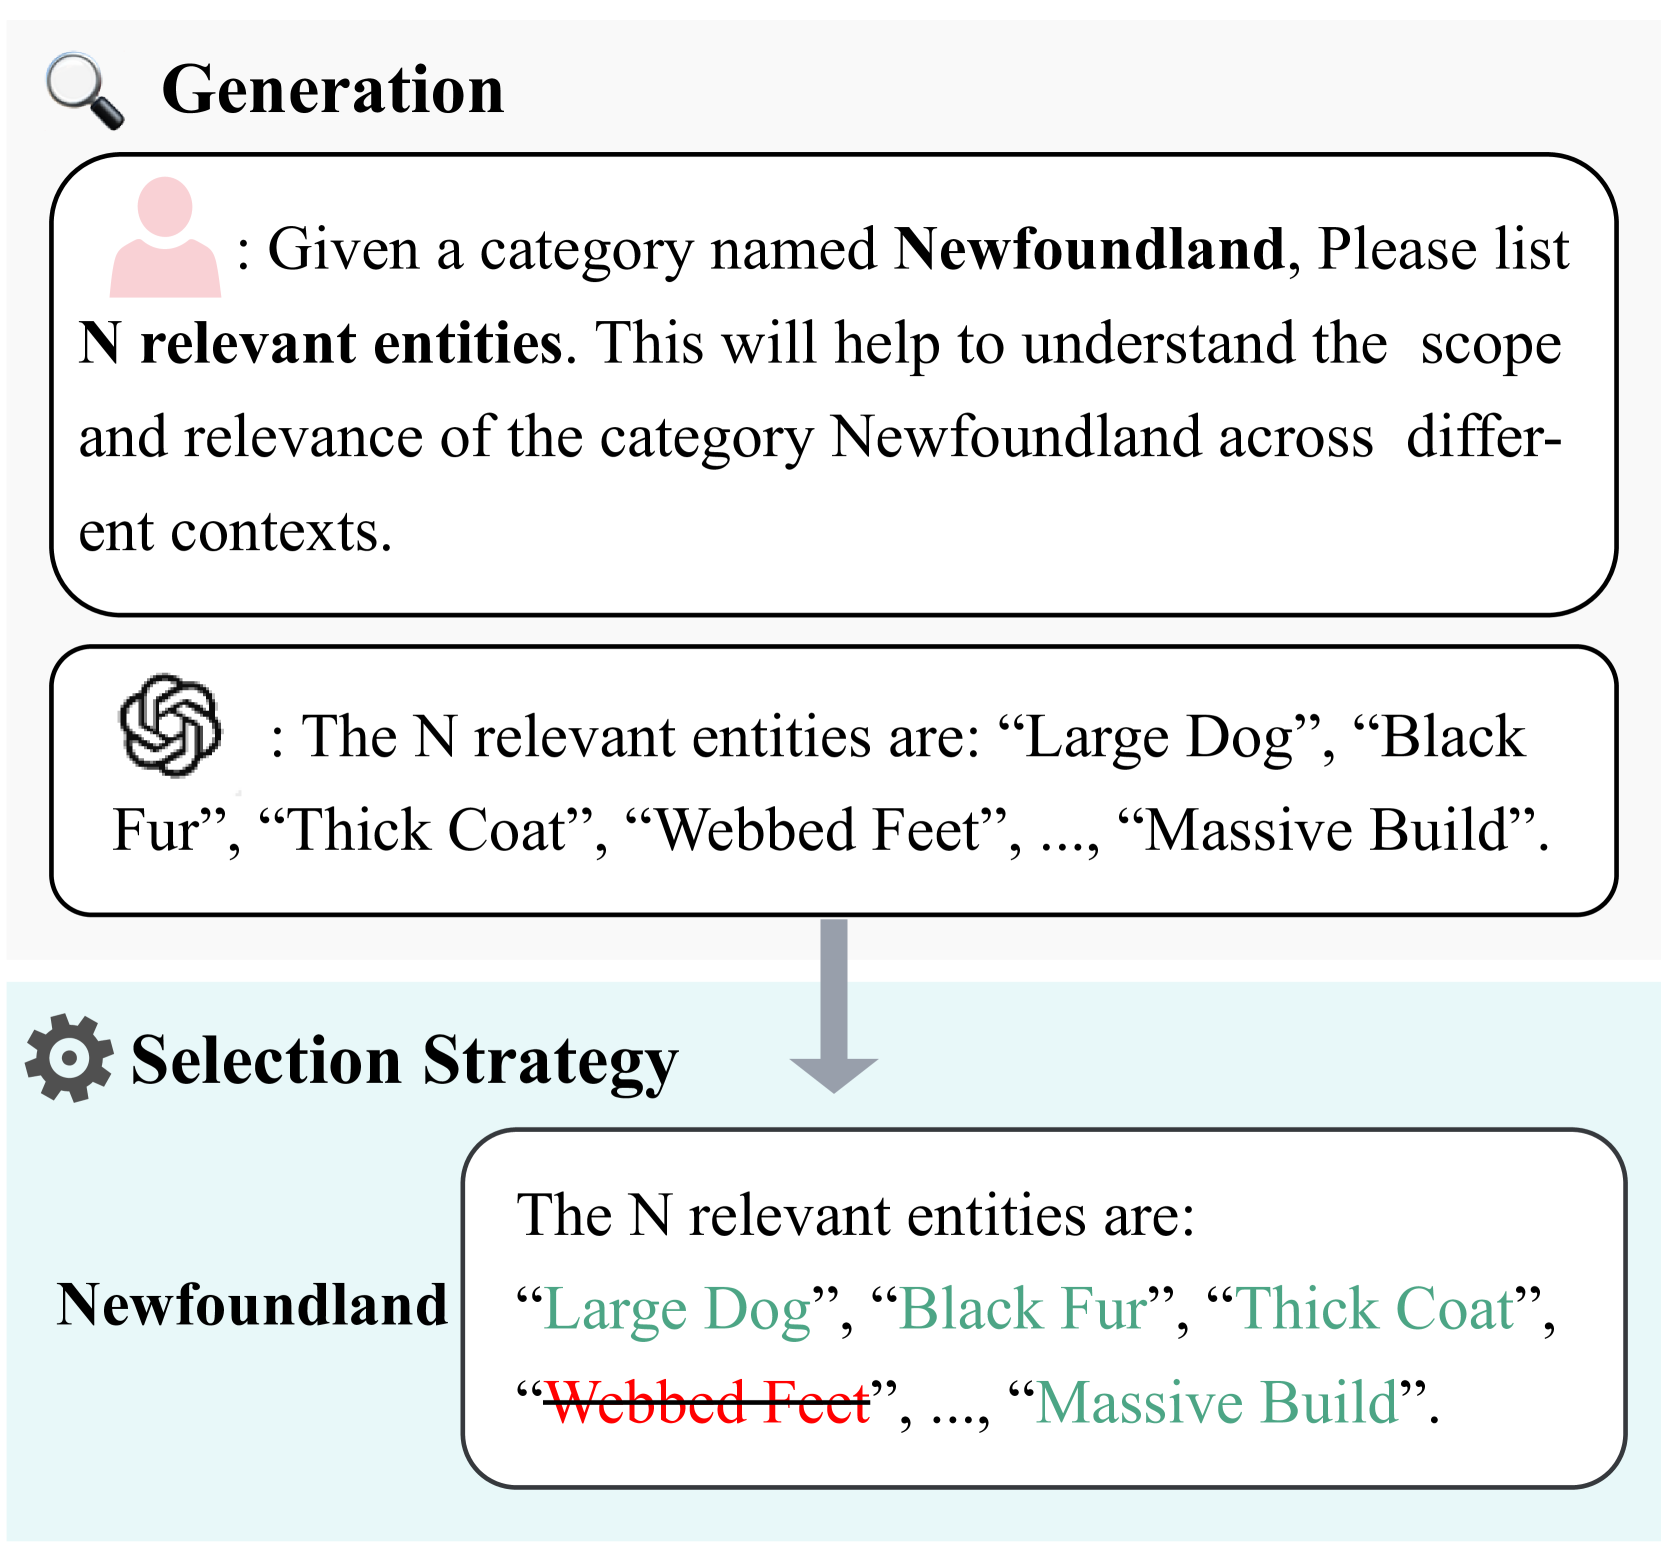 Generation
: Given a category named Newfoundland, Please list
N relevant entities. This will help to understand the scope
and relevance of the category Newfoundland across differ-
ent contexts.
: The N relevant entities are: “Large Dog”, “Black
Fur”, “Thick Coat”, “Webbed Feet”, ..., “Massive Build”.
Selection Strategy
The N relevant entities are:
Newfoundland
“Large Dog”, “Black Fur”, “Thick Coat”,
“Webbed Feet”, ..., “Massive Build”.